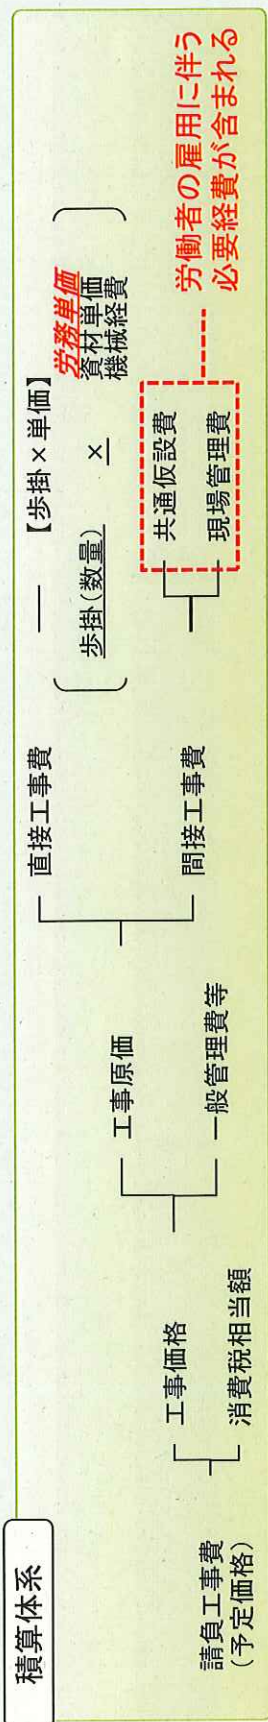 積算体系
請負工事費
(予定価格)
工事価格
消費税相当額
工事原価
一般管理費等
直接工事費
間接工事費
【歩掛×単価】
歩掛(数量)
×
労務単価
資材単価
機械経費
共通仮設費
現場管理費
労働者の雇用に伴う
必要経費が含まれる